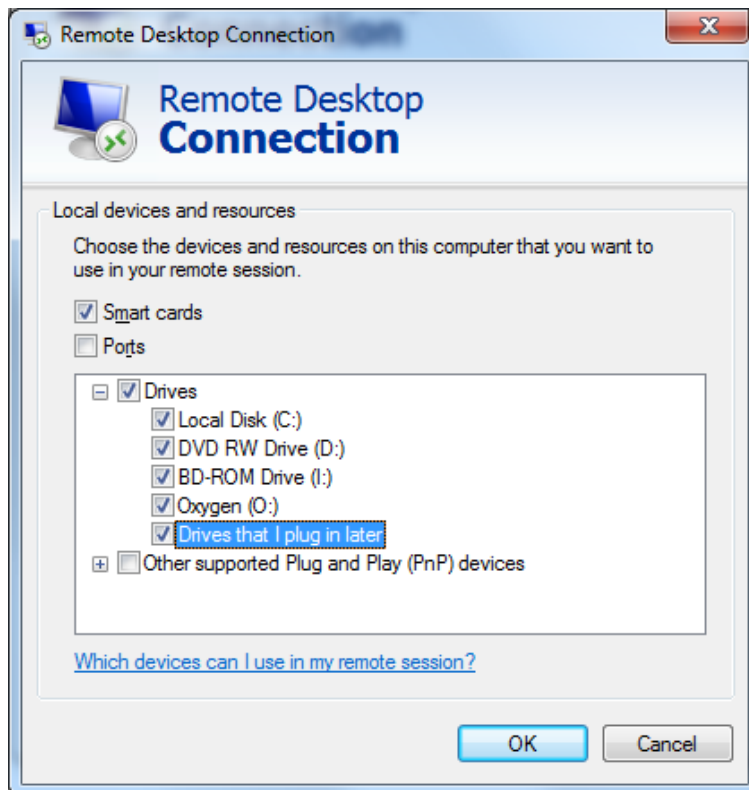 Remote Desktop Connection
Remote Desktop
Connection
Local devices and resources
Choose the devices and resources on this computer that you want to
use in your remote session.
Smart cards
Ports
Drives
Local Disk (C:)
DVD RW Drive (D:)
BD-ROM Drive (I:)
Oxygen (O:)
Drives that I plug in later
Other supported Plug and Play (PnP) devices
Which devices can I use in my remote session?
OK
Cancel